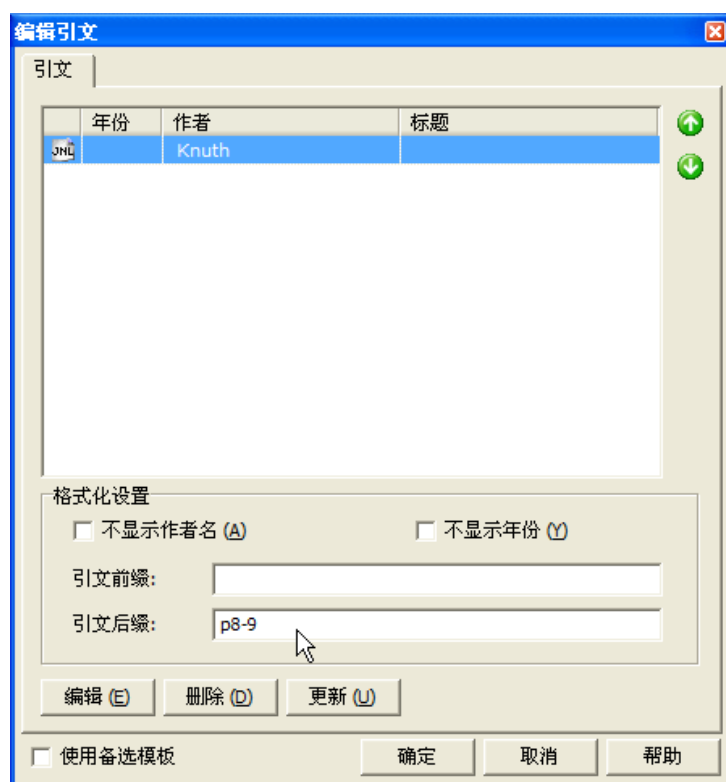 编辑引文
引文
年份 作者 标题
JNL Knuth
格式化设置
不显示作者名 (A) 不显示年份 (Y)
引文前缀:
引文后缀: p8-9
编辑 (E) 删除 (D) 更新 (U)
使用备选模板 确定 取消 帮助